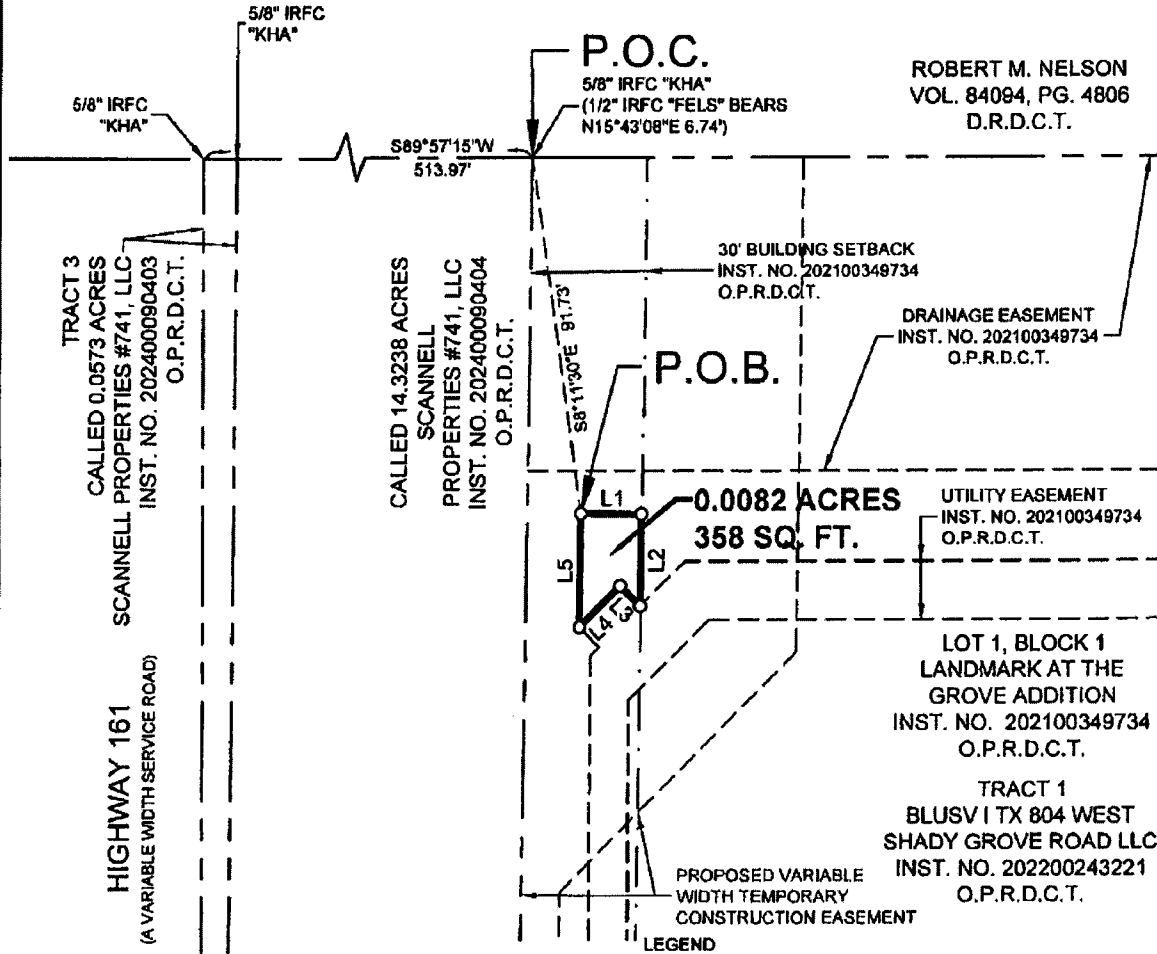 5/8" IRFC
"KHA"
5/8" IRFC
"KHA"
P.O.C.
5/8" IRFC "KHA"
(1/2" IRFC "FELS" BEARS
N15°43'08"E 6.74')
ROBERT M. NELSON
VOL. 84094, PG. 4806
D.R.D.C.T.
S89°57'15"W
513.97'
TRACT 3
CALLED 0.0573 ACRES
SCANNELL PROPERTIES #741, LLC
INST. NO. 202400090403
O.P.R.D.C.T.
CALLED 14.3238 ACRES
SCANNELL
PROPERTIES #741, LLC
INST. NO. 202400090404
O.P.R.D.C.T.
S8°11'30"E 91.73'
30' BUILDING SETBACK
INST. NO. 202100349734
O.P.R.D.C.T.
DRAINAGE EASEMENT
INST. NO. 202100349734
O.P.R.D.C.T.
P.O.B.
L1
L2
L3
L4
L5
0.0082 ACRES
358 SQ. FT.
UTILITY EASEMENT
INST. NO. 202100349734
O.P.R.D.C.T.
HIGHWAY 161
(A VARIABLE WIDTH SERVICE ROAD)
LOT 1, BLOCK 1
LANDMARK AT THE
GROVE ADDITION
INST. NO. 202100349734
O.P.R.D.C.T.
TRACT 1
BLUSV I TX 804 WEST
SHADY GROVE ROAD LLC
INST. NO. 202200243221
O.P.R.D.C.T.
PROPOSED VARIABLE
WIDTH TEMPORARY
CONSTRUCTION EASEMENT
LEGEND